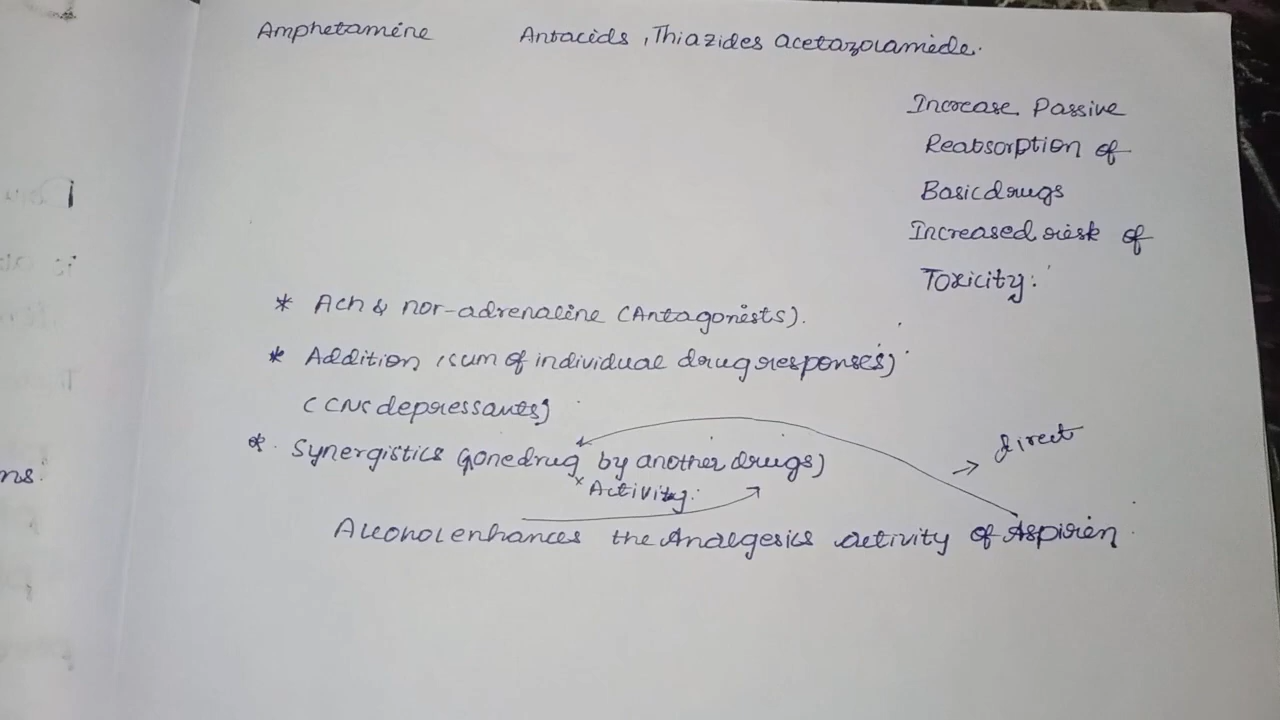 Amphetamine Antacids, Thiazides acetazolamide.
Increase Passive
Reabsorption of
Basic drugs
Increased risk of
Toxicity:
* Ach & nor-adrenaline (Antagonists).
* Addition (sum of individual drug responses)
(CNS depressants)
* Synergistics (one drug by another drugs)
* Activity:
direct
Alcohol enhances the Analgesics activity of Aspirin.
ns: